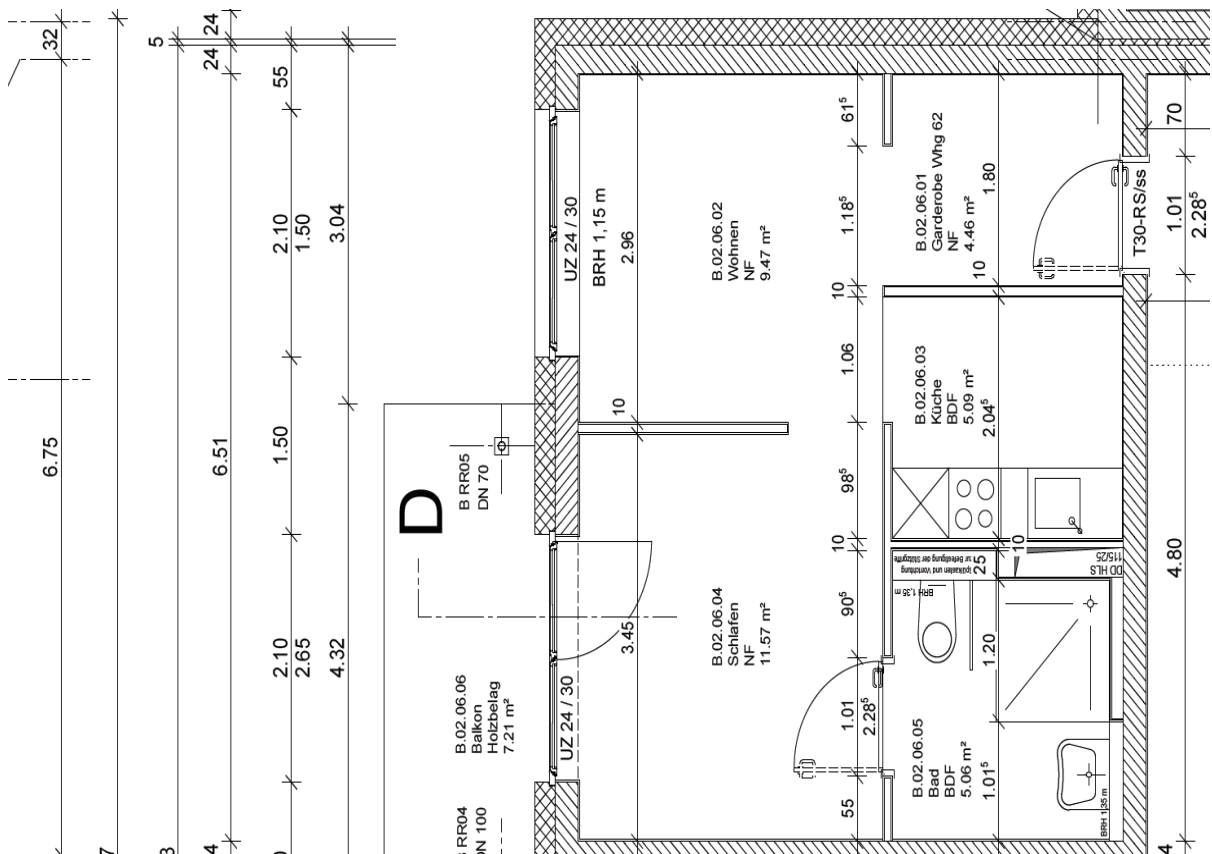 32
5
24
24
55
2.10
1.50
3.04
6.75
6.51
1.50
2.10
2.65
4.32
UZ 24 / 30
BRH 1,15 m
2.96
B.02.06.02
Wohnen
NF
9.47 m²
61⁵
1.18⁵
10
1.06
98⁵
10
90⁵
1.01
2.28⁵
55
B.02.06.01
Garderobe Whg 62
NF
4.46 m²
1.80
10
T30-RS/ss
70
1.01
2.28⁵
B.02.06.03
Küche
BDF
5.09 m²
2.04⁵
10
D
B RR05
DN 70
B.02.06.04
Schlafen
NF
11.57 m²
3.45
UZ 24 / 30
B.02.06.06
Balkon
Holzbelag
7.21 m²
RR04
100
Spülkasten und Vorrichtung
zur Befestigung der Stützgriffe
25
BRH 1,35 m
10
DD HLS
115/25
1.20
B.02.06.05
Bad
BDF
5.06 m²
1.01⁵
BRH 1,35 m
4.80